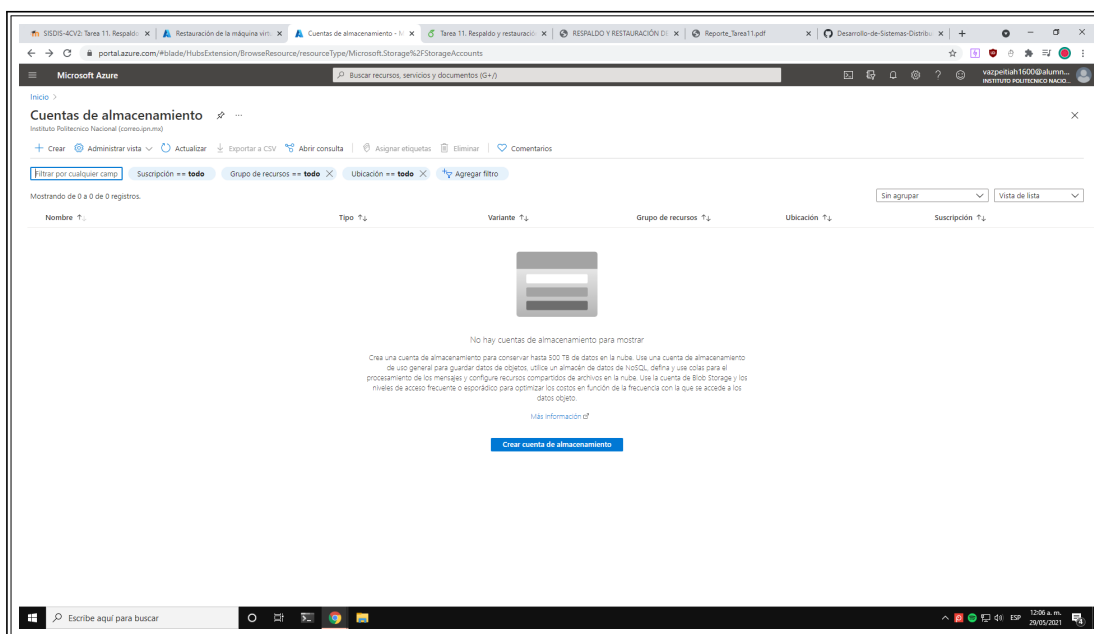 SISDIS-4CV2: Tarea 11. Respaldo
Restauración de la máquina virtu
Cuentas de almacenamiento - M
Tarea 11. Respaldo y restauració
RESPALDO Y RESTAURACIÓN DE
Reporte_Tarea11.pdf
Desarrollo-de-Sistemas-Distribu
portal.azure.com/#blade/HubsExtension/BrowseResource/resourceType/Microsoft.Storage%2FStorageAccounts
Microsoft Azure
Buscar recursos, servicios y documentos (G+/)
vazpeitiah1600@alumn...
INSTITUTO POLITECNICO NACIO...
Inicio >
Cuentas de almacenamiento
Instituto Politecnico Nacional (correo.ipn.mx)
Crear Administrar vista Actualizar Exportar a CSV Abrir consulta Asignar etiquetas Eliminar Comentarios
Filtrar por cualquier camp Suscripción == todo Grupo de recursos == todo Ubicación == todo Agregar filtro
Mostrando de 0 a 0 de 0 registros.
Sin agrupar Vista de lista
Nombre Tipo Variante Grupo de recursos Ubicación Suscripción
No hay cuentas de almacenamiento para mostrar
Crea una cuenta de almacenamiento para conservar hasta 500 TB de datos en la nube. Use una cuenta de almacenamiento
de uso general para guardar datos de objetos, utilice un almacén de datos de NoSQL, defina y use colas para el
procesamiento de los mensajes y configure recursos compartidos de archivos en la nube. Use la cuenta de Blob Storage y los
niveles de acceso frecuente o esporádico para optimizar los costos en función de la frecuencia con la que se accede a los
datos objeto.
Más información
Crear cuenta de almacenamiento
Escribe aquí para buscar
ESP
12:06 a. m.
29/05/2021